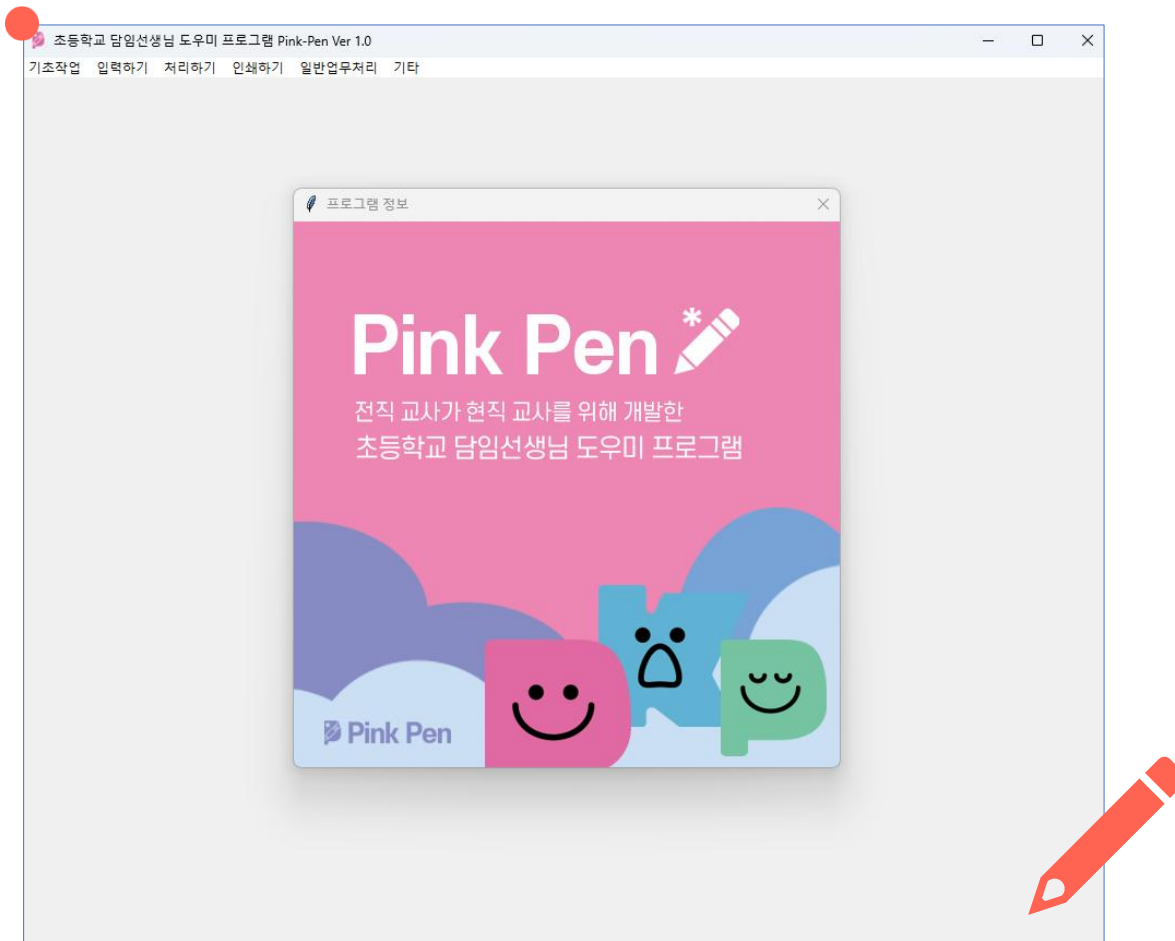 초등학교 담임선생님 도우미 프로그램 Pink-Pen Ver 1.0
기초작업 입력하기 처리하기 인쇄하기 일반업무처리 기타
프로그램 정보
Pink Pen
전직 교사가 현직 교사를 위해 개발한
초등학교 담임선생님 도우미 프로그램
Pink Pen